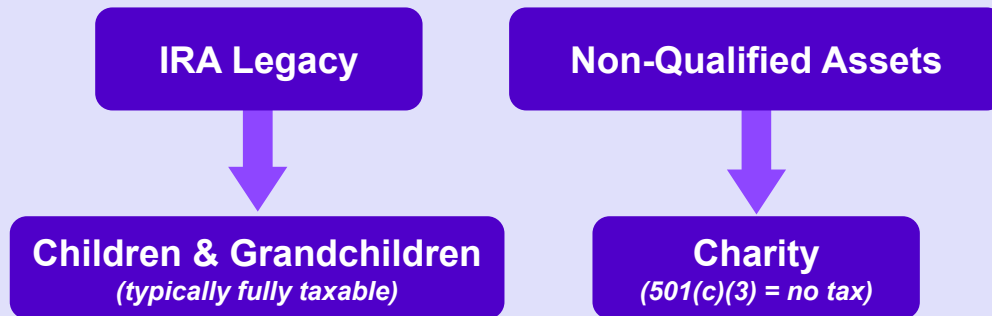 IRA Legacy
Non-Qualified Assets
Children & Grandchildren
(typically fully taxable)
Charity
(501(c)(3) = no tax)